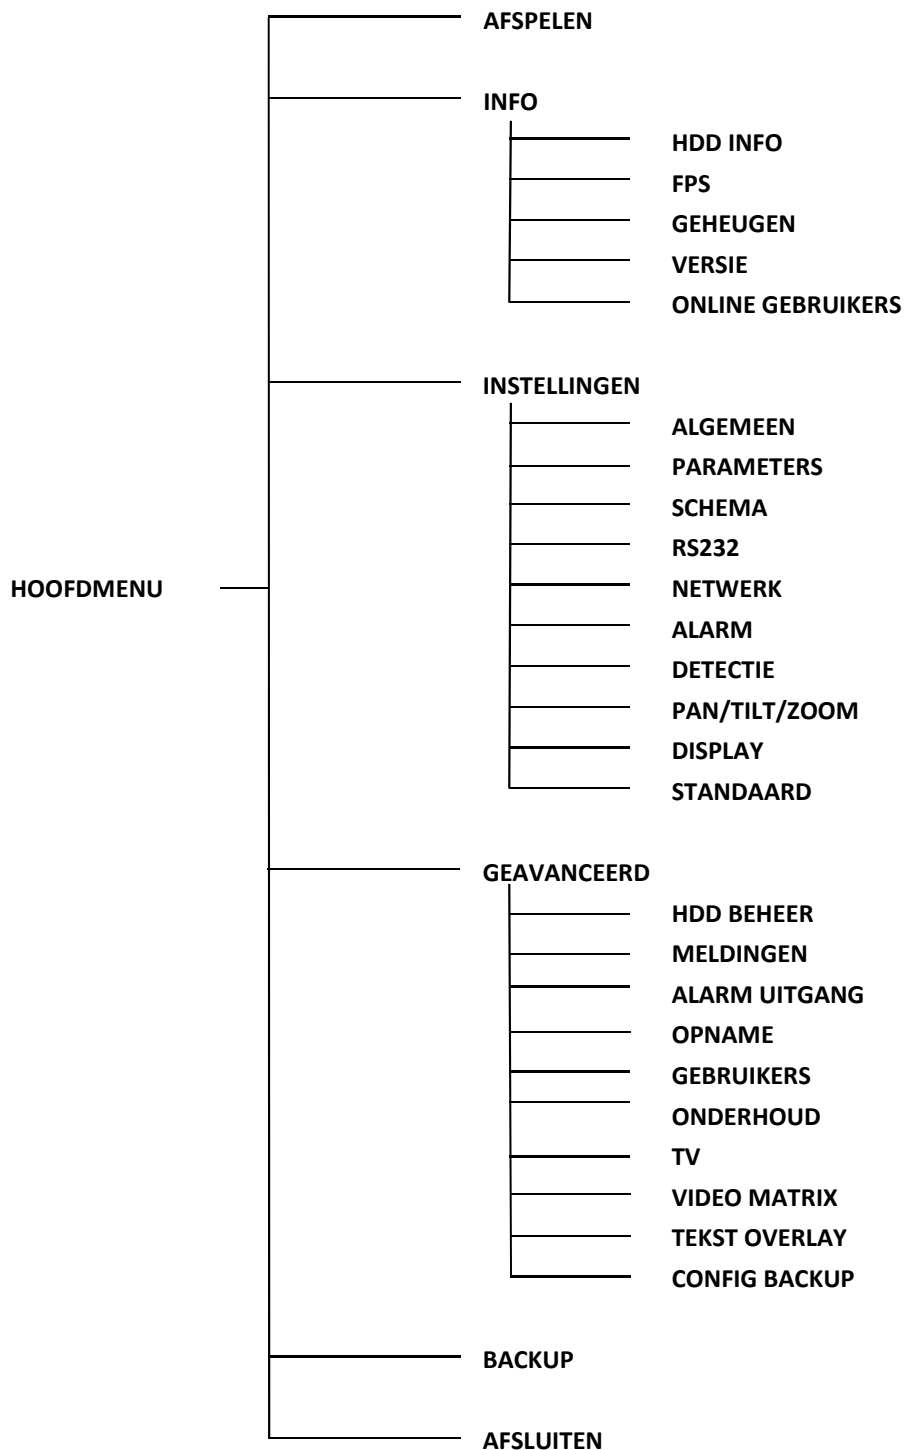 AFSPELEN
INFO
HDD INFO
FPS
GEHEUGEN
VERSIE
ONLINE GEBRUIKERS
INSTELLINGEN
ALGEMEEN
PARAMETERS
SCHEMA
RS232
HOOFDMENU
NETWERK
ALARM
DETECTIE
PAN/TILT/ZOOM
DISPLAY
STANDAARD
GEAVANCEERD
HDD BEHEER
MELDINGEN
ALARM UITGANG
OPNAME
GEBRUIKERS
ONDERHOUD
TV
VIDEO MATRIX
TEKST OVERLAY
CONFIG BACKUP
BACKUP
AFSLUITEN